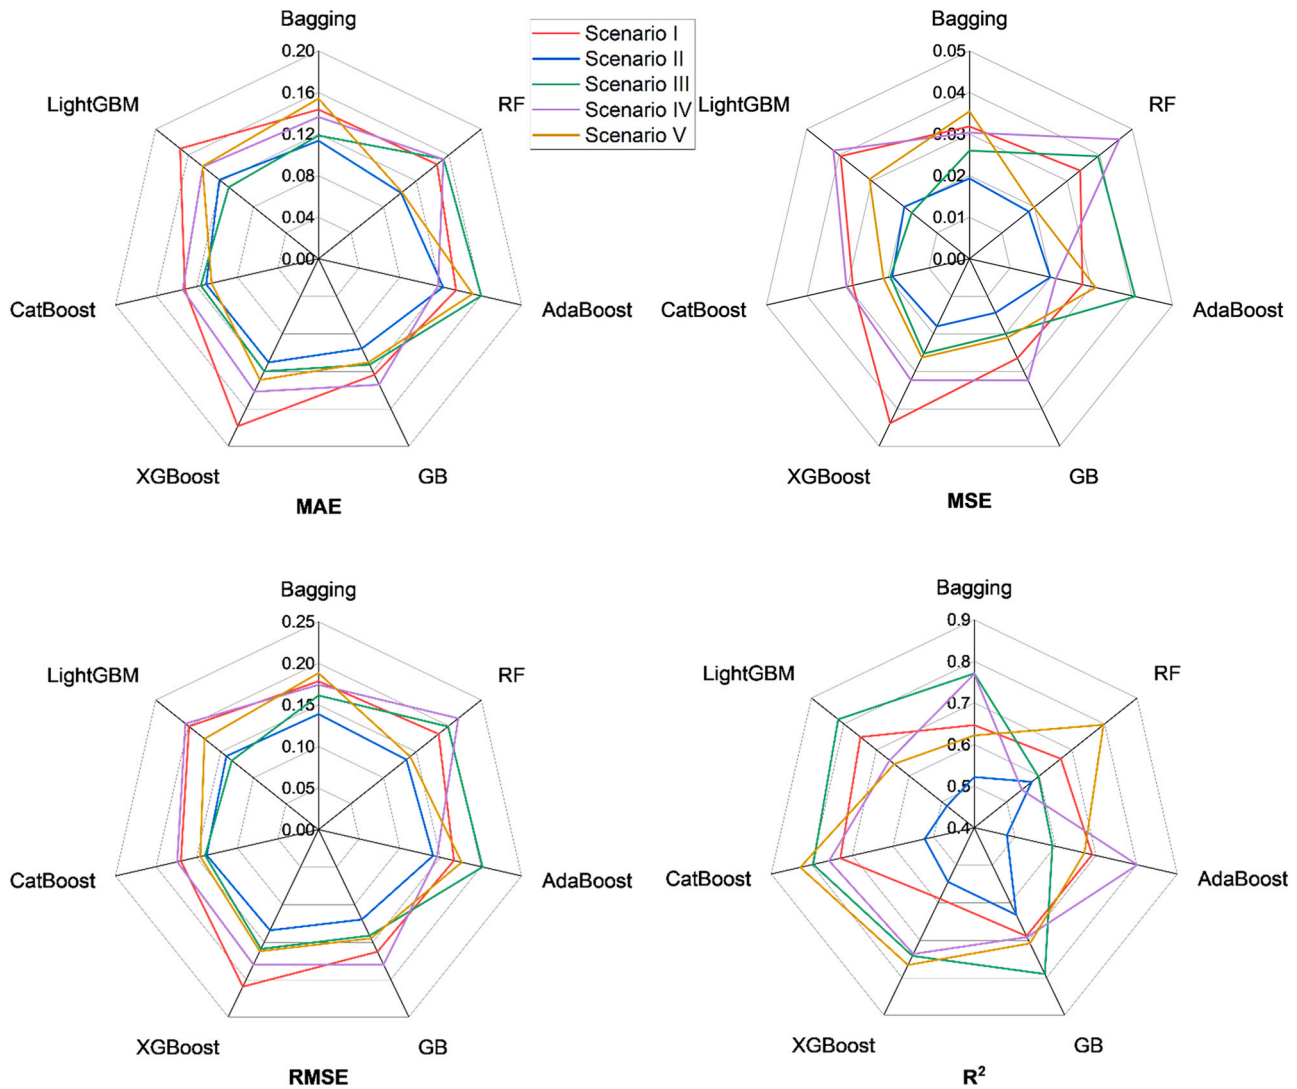 Bagging
0.20
0.16
0.12
0.08
0.04
0.00
RF
AdaBoost
GB
XGBoost
CatBoost
LightGBM
MAE
Scenario I
Scenario II
Scenario III
Scenario IV
Scenario V
Bagging
0.05
0.04
0.03
0.02
0.01
0.00
RF
AdaBoost
GB
XGBoost
CatBoost
LightGBM
MSE
Bagging
0.25
0.20
0.15
0.10
0.05
0.00
RF
AdaBoost
GB
XGBoost
CatBoost
LightGBM
RMSE
Bagging
0.9
0.8
0.7
0.6
0.5
0.4
RF
AdaBoost
GB
XGBoost
CatBoost
LightGBM
R²